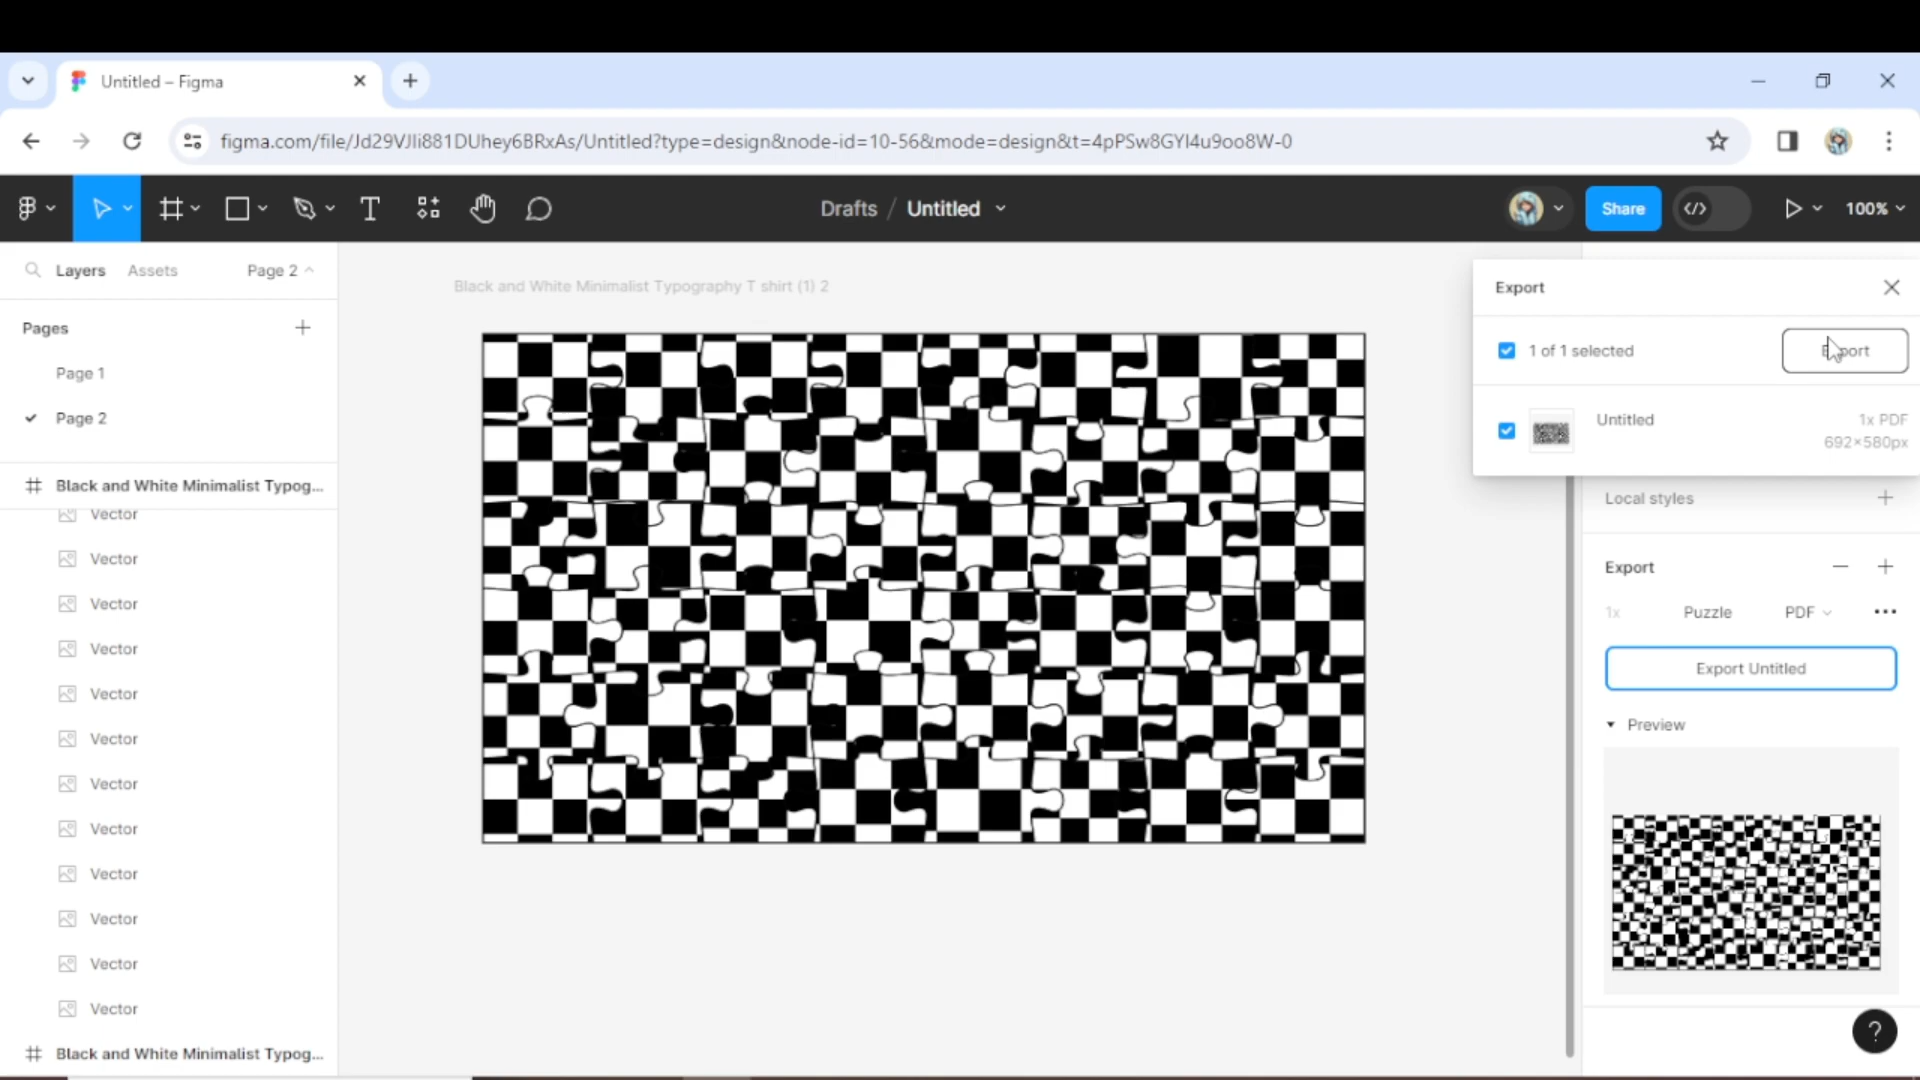 Untitled – Figma
figma.com/file/Jd29VJli881DUhey6BRxAs/Untitled?type=design&node-id=10-56&mode=design&t=4pPSw8GYl4u9oo8W-0
Drafts / Untitled
Share
100%
Layers Assets Page 2
Pages
Page 1
Page 2
Black and White Minimalist Typog...
Vector
Vector
Vector
Vector
Vector
Vector
Vector
Vector
Vector
Vector
Vector
Vector
Black and White Minimalist Typog...
Black and White Minimalist Typography T shirt (1) 2
Export
1 of 1 selected
Export
Untitled
1x PDF
692×580px
Local styles
Export
1x Puzzle PDF
Export Untitled
Preview
?